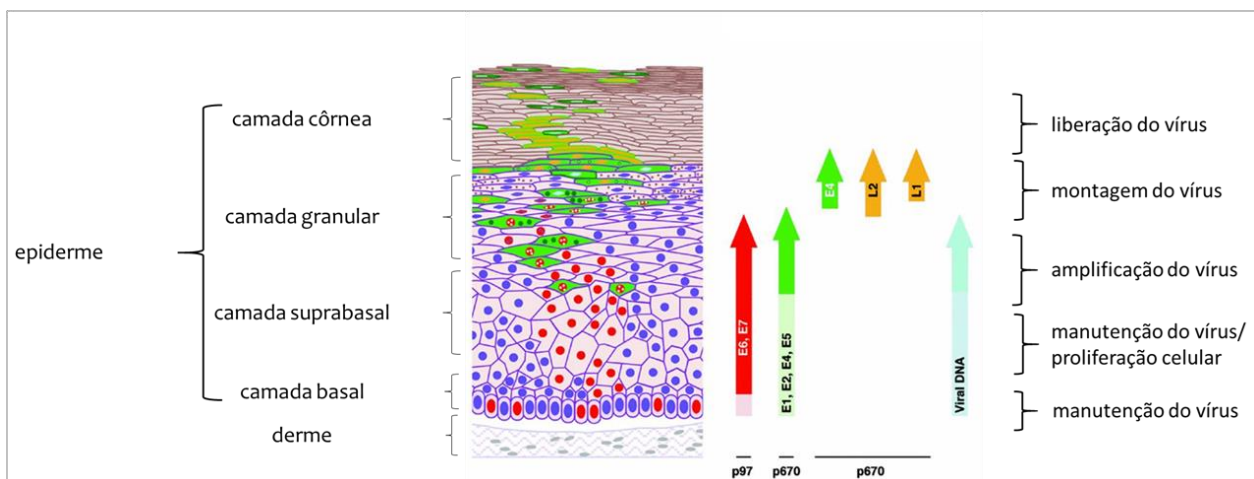 epiderme
camada côrnea
camada granular
camada suprabasal
camada basal
derme
E6, E7
E1, E2, E4, E5
E4
L2
L1
Viral DNA
p97
p670
p670
liberação do vírus
montagem do vírus
amplificação do vírus
manutenção do vírus/
proliferação celular
manutenção do vírus